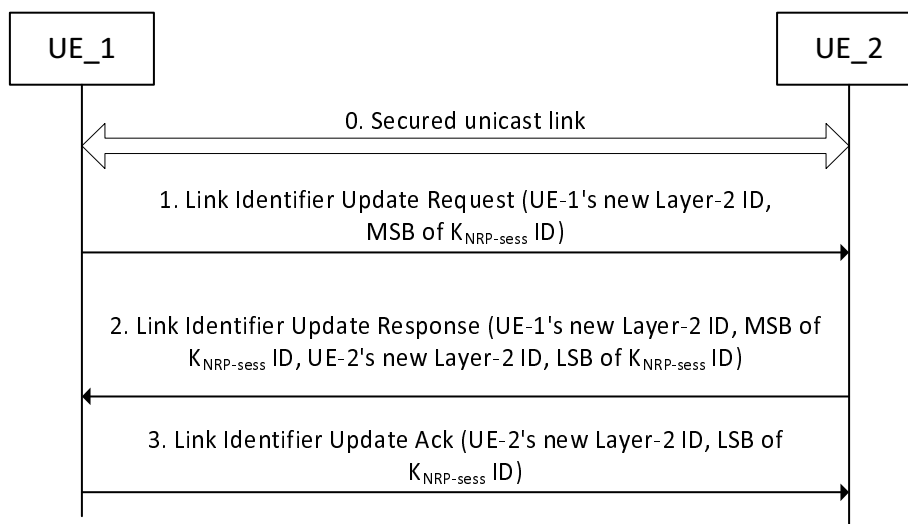 UE_1
UE_2
0. Secured unicast link
1. Link Identifier Update Request (UE-1's new Layer-2 ID,
MSB of KNRP-sess ID)
2. Link Identifier Update Response (UE-1's new Layer-2 ID, MSB of
KNRP-sess ID, UE-2's new Layer-2 ID, LSB of KNRP-sess ID)
3. Link Identifier Update Ack (UE-2's new Layer-2 ID, LSB of
KNRP-sess ID)